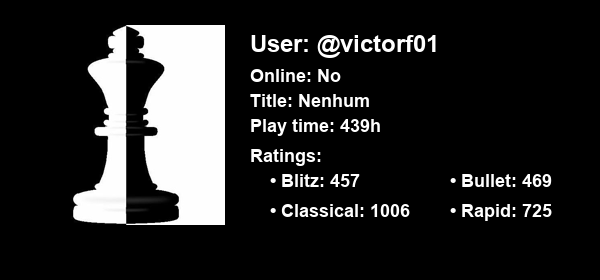 User: @victorf01
Online: No
Title: Nenhum
Play time: 439h
Ratings:
• Blitz: 457 • Bullet: 469
• Classical: 1006 • Rapid: 725